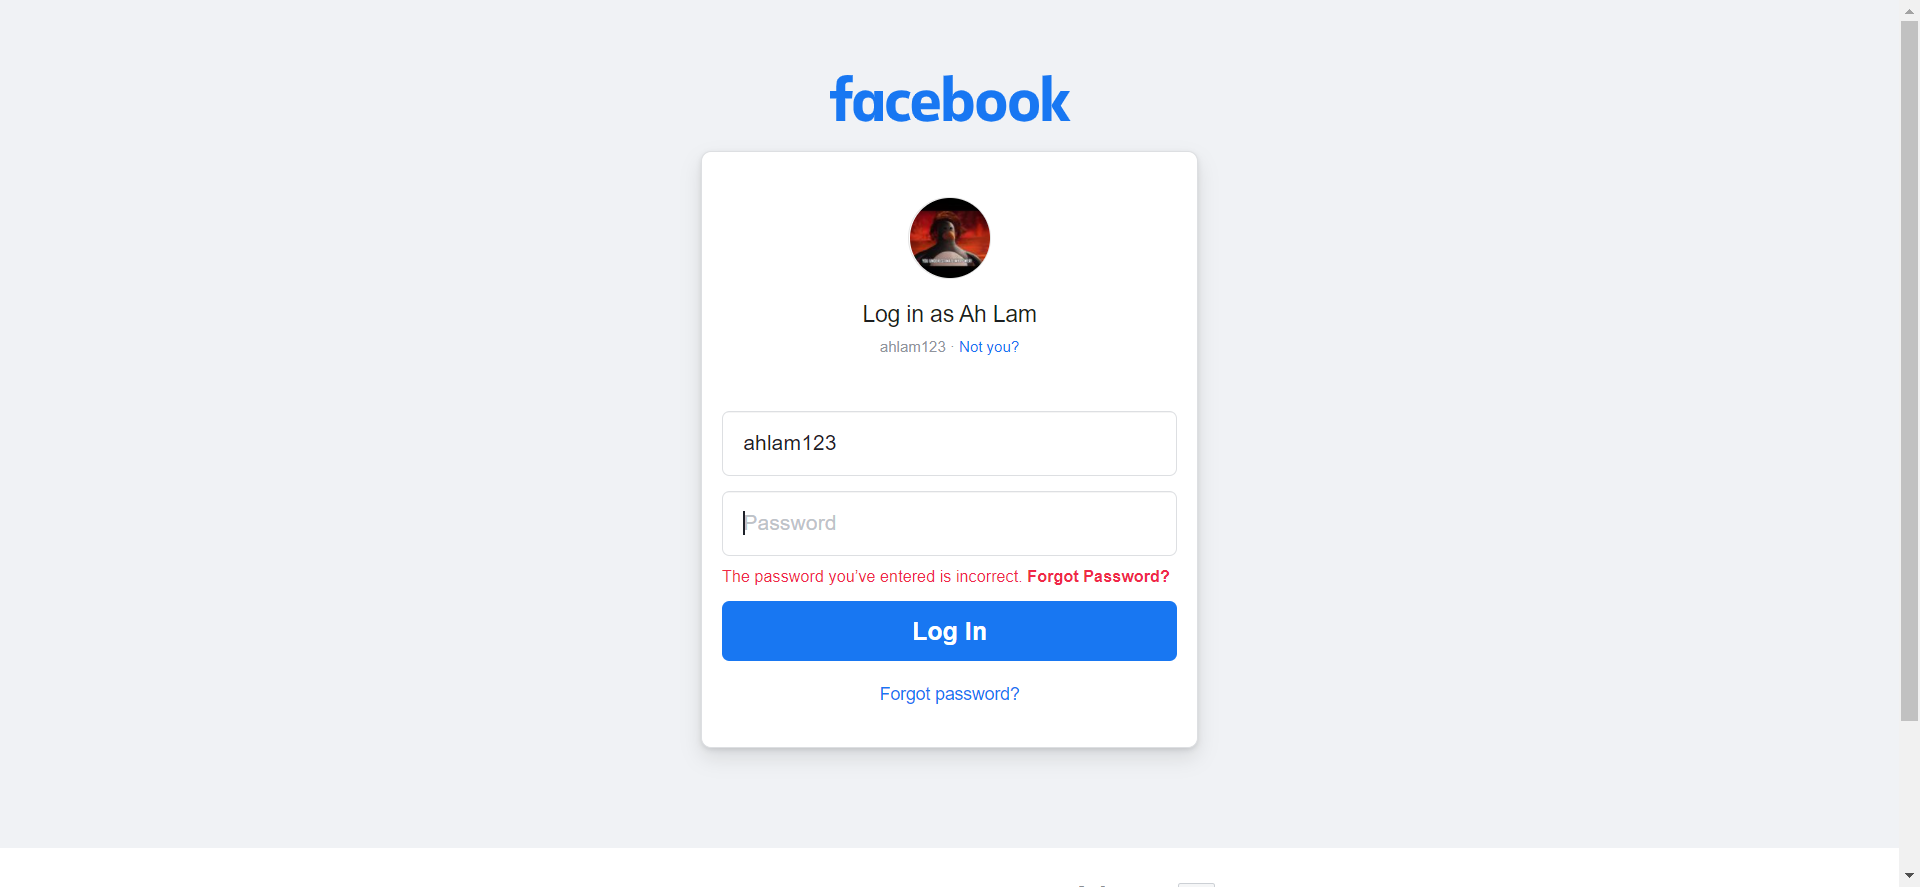 facebook
Log in as Ah Lam
ahlam123 · Not you?
ahlam123
Password
The password you’ve entered is incorrect. Forgot Password?
Log In
Forgot password?